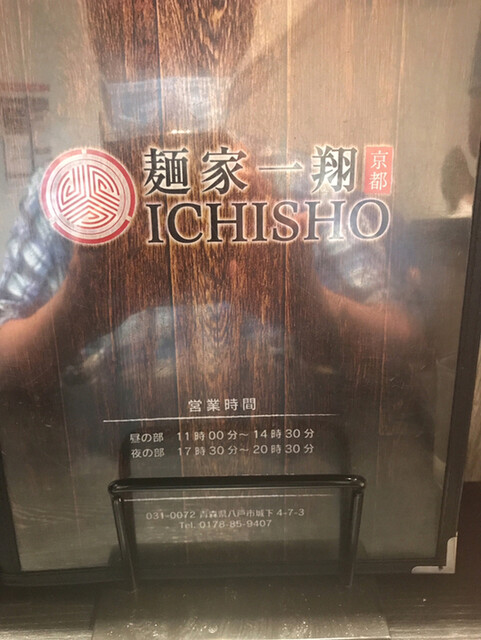 麺家一翔 京都
ICHISHO
営業時間
昼の部 11時00分〜14時30分
夜の部 17時30分〜20時30分
031-0072 青森県八戸市城下 4-7-3
Tel. 0178-85-9407